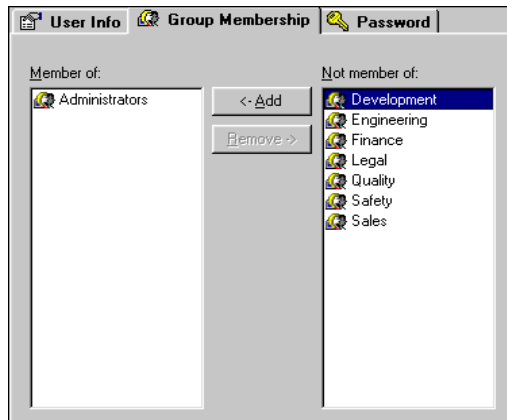 User Info Group Membership Password
Member of: Not member of:
Administrators <- Add Development
Remove -> Engineering
Finance
Legal
Quality
Safety
Sales